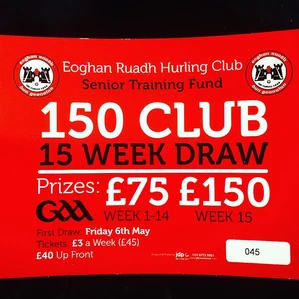 Eoghan Ruadh Hurling Club
Senior Training Fund
150 CLUB
15 WEEK DRAW
Prizes: £75 £150
WEEK 1-14 WEEK 15
GAA
First Draw: Friday 6th May
Tickets: £3 a Week (£45)
£40 Up Front
jdp
045